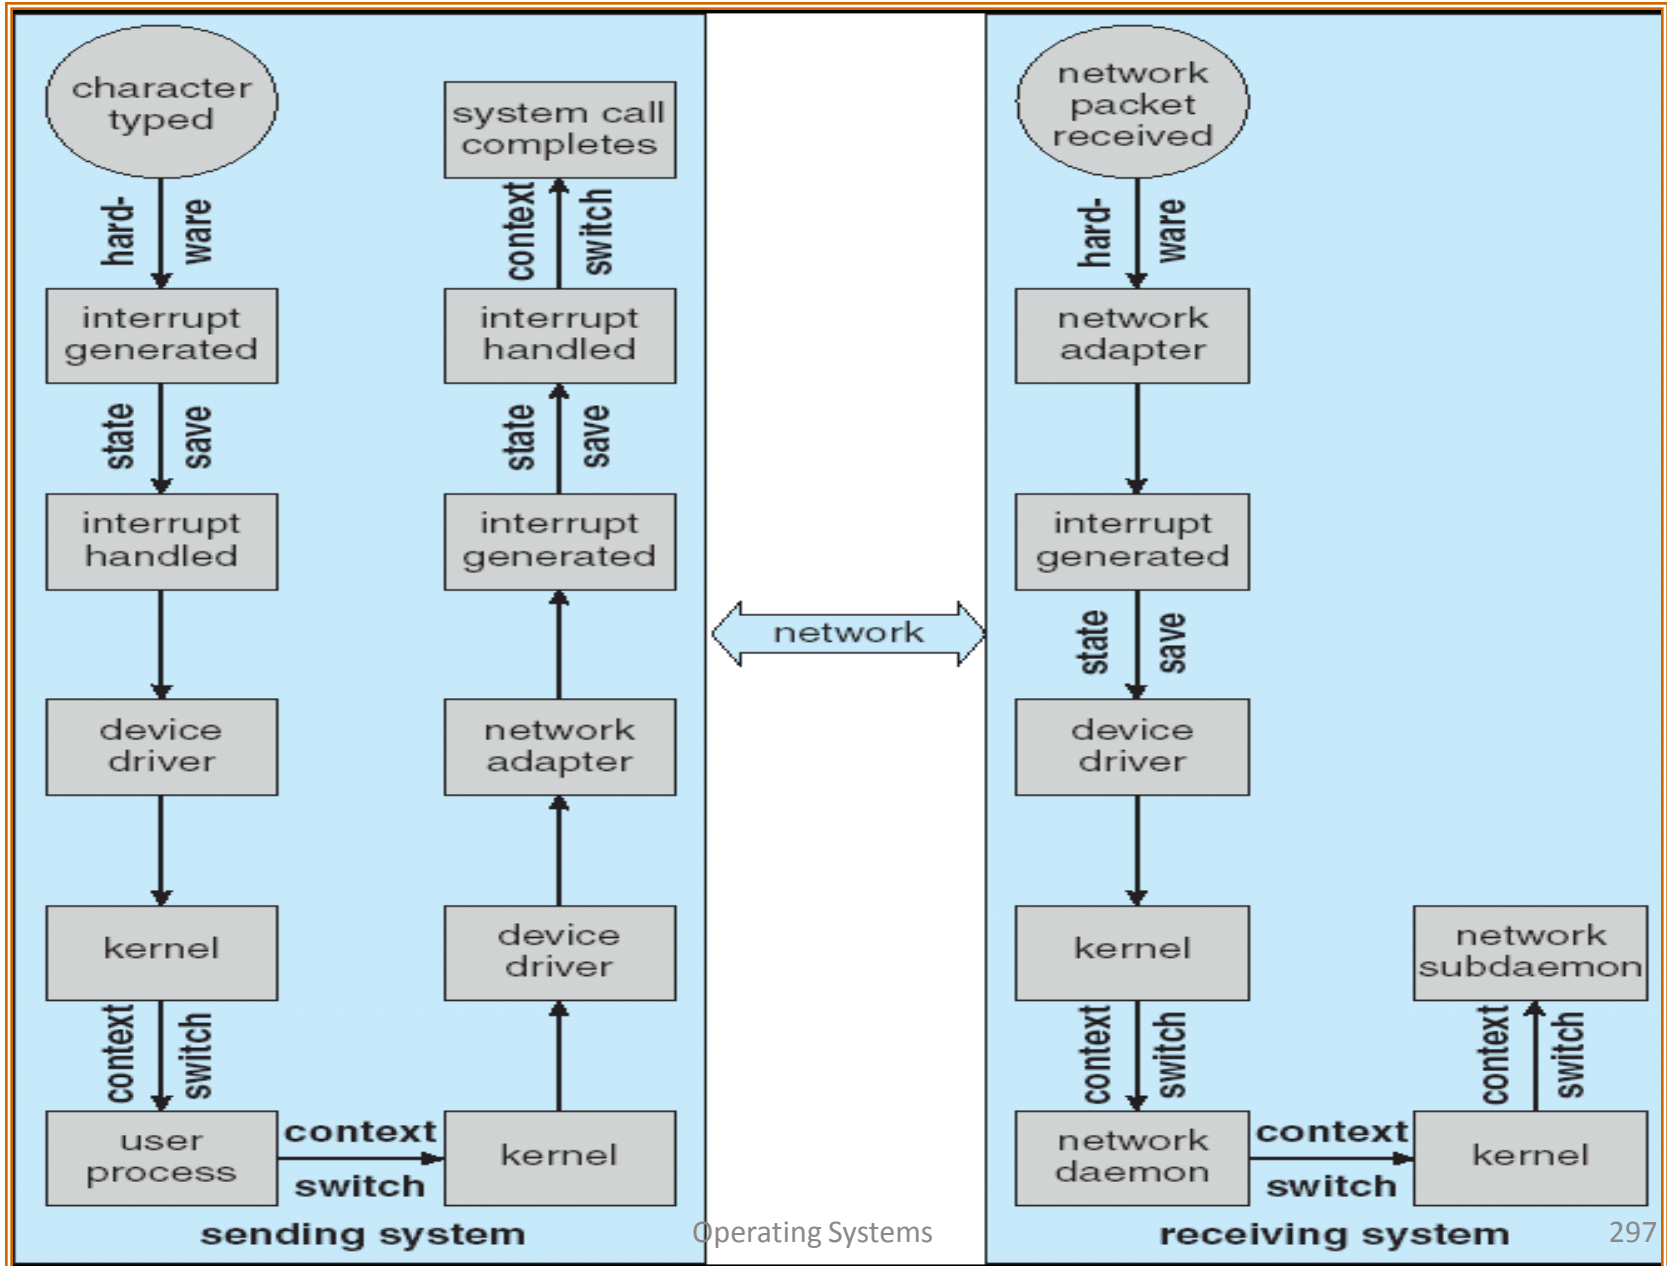 character
typed
hard-
ware
interrupt
generated
state
save
interrupt
handled
device
driver
kernel
context
switch
user
process
context
switch
kernel
device
driver
network
adapter
interrupt
generated
state
save
interrupt
handled
context
switch
system call
completes
sending system
network
network
packet
received
hard-
ware
network
adapter
interrupt
generated
state
save
device
driver
kernel
context
switch
network
daemon
context
switch
kernel
context
switch
network
subdaemon
receiving system
Operating Systems
297